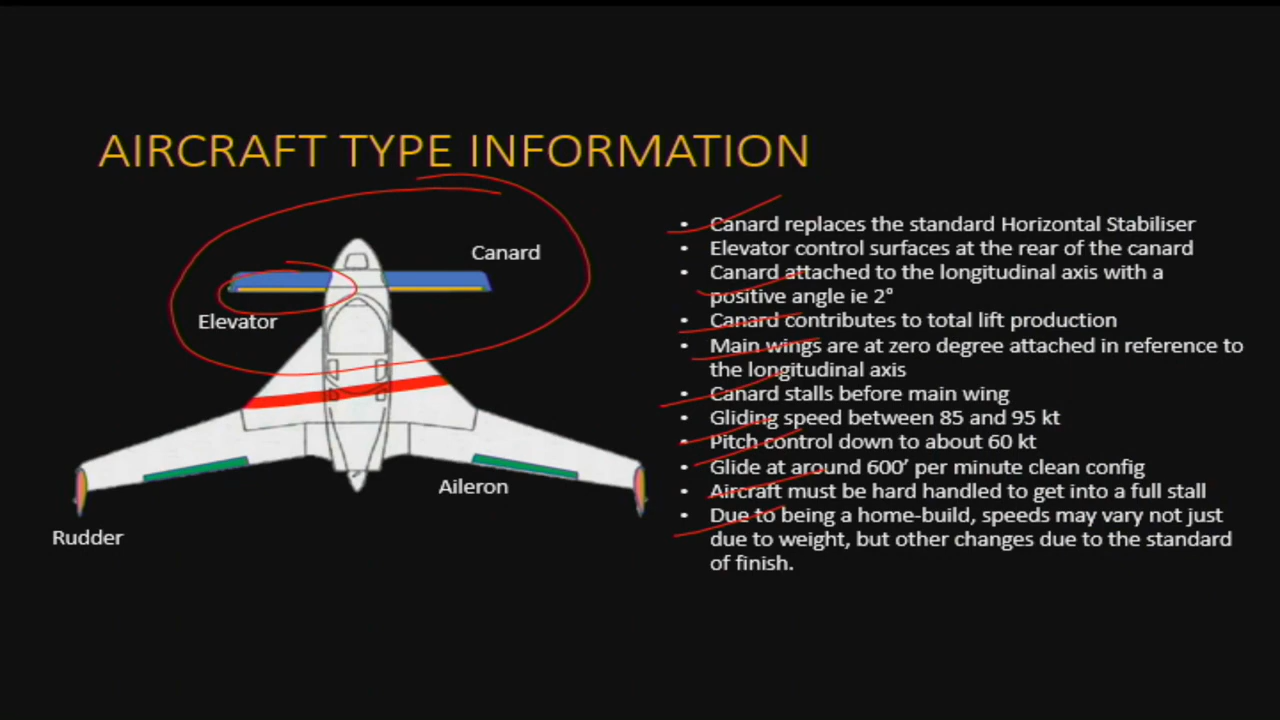 AIRCRAFT TYPE INFORMATION
Canard
Elevator
Aileron
Rudder
• Canard replaces the standard Horizontal Stabiliser
• Elevator control surfaces at the rear of the canard
• Canard attached to the longitudinal axis with a
positive angle ie 2°
• Canard contributes to total lift production
• Main wings are at zero degree attached in reference to
the longitudinal axis
• Canard stalls before main wing
• Gliding speed between 85 and 95 kt
• Pitch control down to about 60 kt
• Glide at around 600’ per minute clean config
• Aircraft must be hard handled to get into a full stall
• Due to being a home-build, speeds may vary not just
due to weight, but other changes due to the standard
of finish.